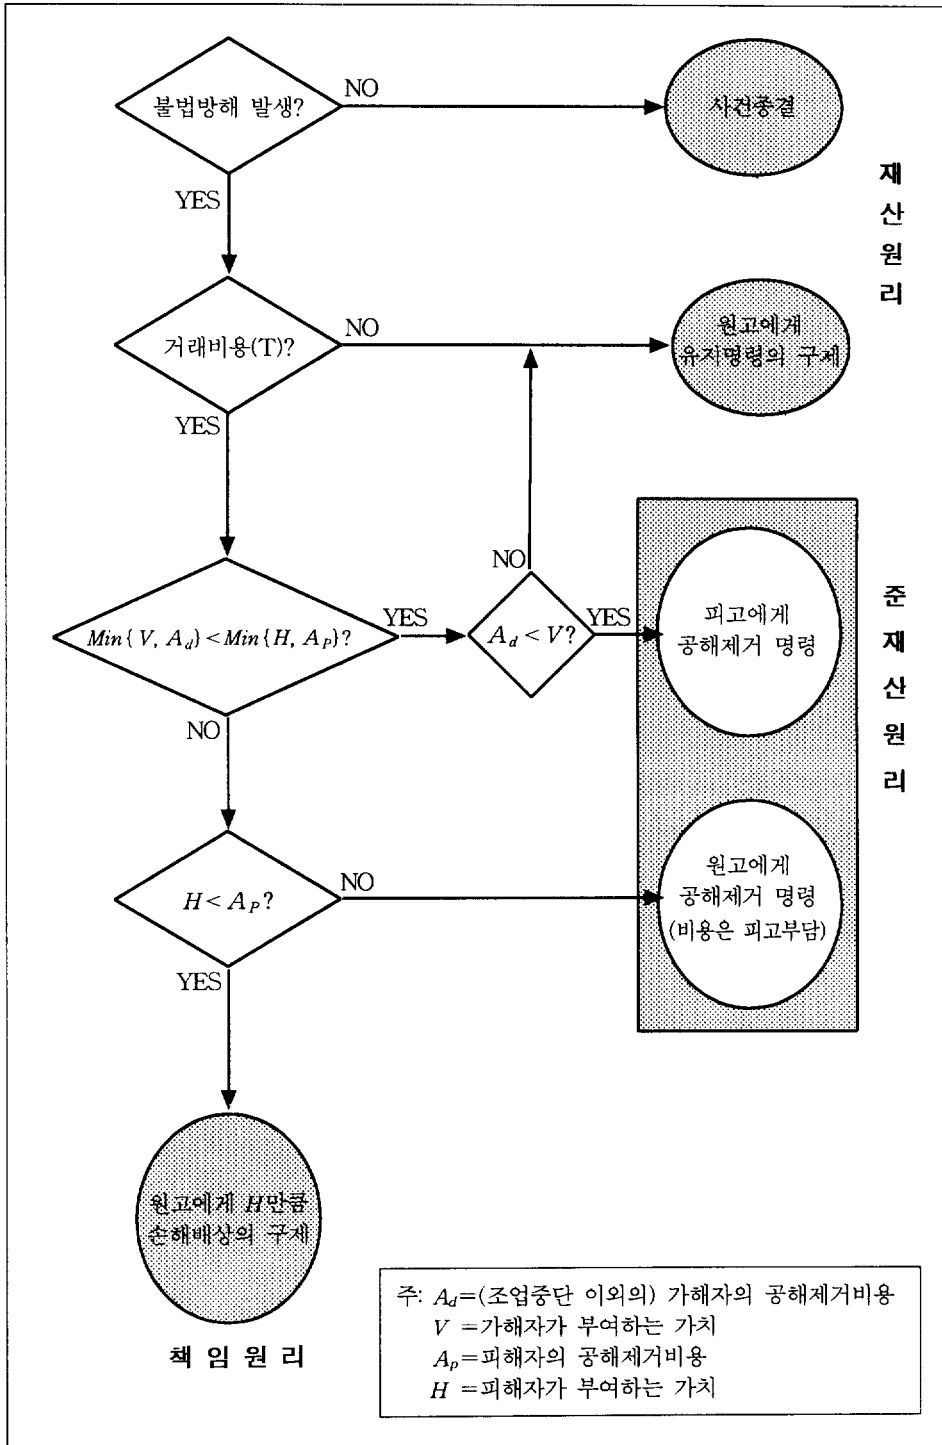 불법방해 발생?
NO
사건종결
YES
재
산
원
리
거래비용(T)?
NO
원고에게
유지명령의 구제
YES
Min{V, A_d}<Min{H, A_P}?
YES
NO
A_d<V?
YES
피고에게
공해제거 명령
준
재
산
원
리
NO
H<A_P?
NO
원고에게
공해제거 명령
(비용은 피고부담)
YES
원고에게 H만큼
손해배상의 구제
책 임 원 리
주: A_d=(조업중단 이외의) 가해자의 공해제거비용
V =가해자가 부여하는 가치
A_p=피해자의 공해제거비용
H =피해자가 부여하는 가치